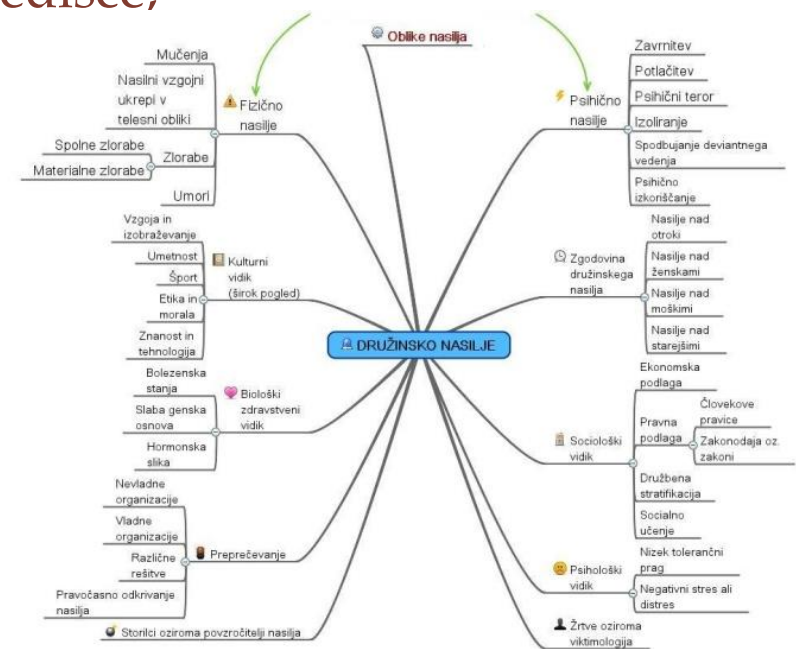 Oblike nasilja
Mučenja
Nasilni vzgojni
ukrepi v
telesni obliki
Spolne zlorabe
Materialne zlorabe
Zlorabe
Umori
Fizično
nasilje
Vzgoja in
izobraževanje
Umetnost
Šport
Etika in
morala
Znanost in
tehnologija
Kulturni
vidik
(širok pogled)
Bolezenska
stanja
Slaba genska
osnova
Hormonska
slika
Biološki
zdravstveni
vidik
Nevladne
organizacije
Vladne
organizacije
Različne
rešitve
Pravočasno odkrivanje
nasilja
Preprečevanje
Storilci oziroma povzročitelji nasilja
DRUŽINSKO NASILJE
Psihično
nasilje
Zavrnitev
Potlačitev
Psihični teror
Izoliranje
Spodbujanje deviantnega
vedenja
Psihično
izkoriščanje
Zgodovina
družinskega
nasilja
Nasilje nad
otroki
Nasilje nad
ženskami
Nasilje nad
moškimi
Nasilje nad
starejšimi
Sociološki
vidik
Ekonomska
podlaga
Pravna
podlaga
Človekove
pravice
Zakonodaja oz.
zakoni
Družbena
stratifikacija
Socialno
učenje
Psihološki
vidik
Nizek tolerančni
prag
Negativni stres ali
distres
Žrtve oziroma
viktimologija